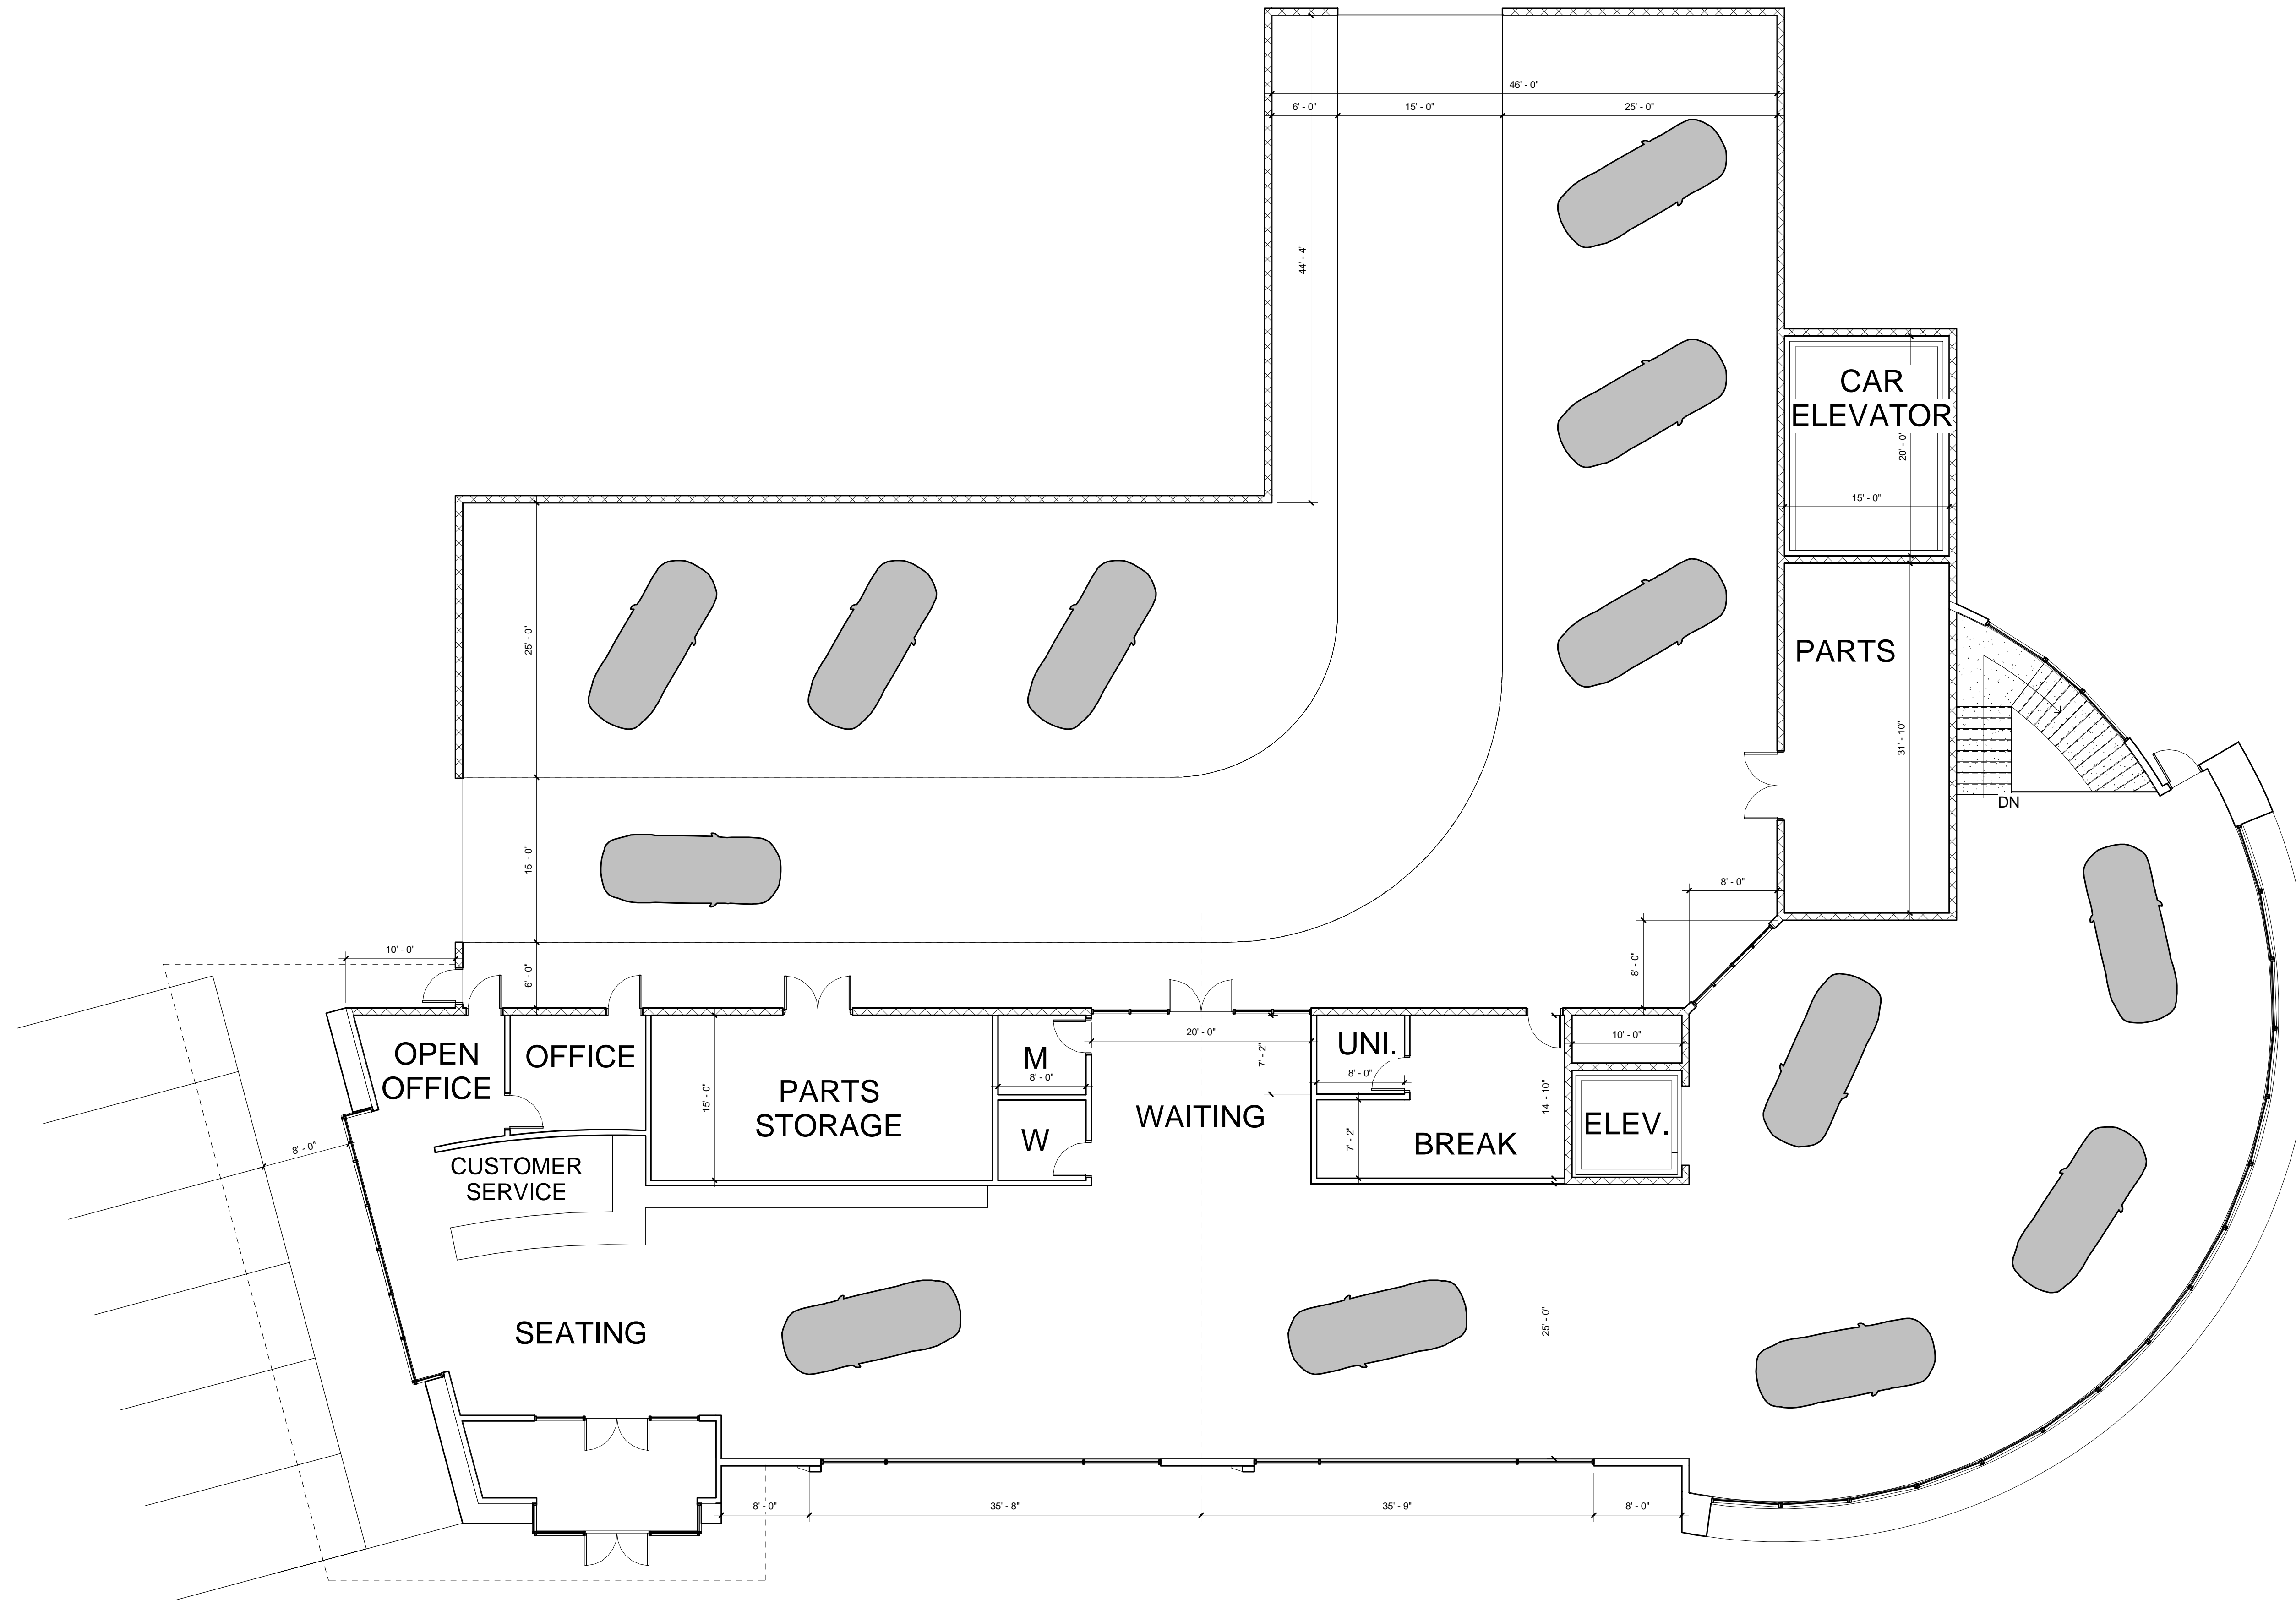 46' - 0"
6' - 0"
15' - 0"
25' - 0"
44' - 4"
CAR
ELEVATOR
20' - 0"
15' - 0"
25' - 0"
PARTS
31' - 10"
DN
15' - 0"
8' - 0"
8' - 0"
10' - 0"
6' - 0"
OPEN
OFFICE
OFFICE
15' - 0"
PARTS
STORAGE
M
8' - 0"
W
20' - 0"
7' - 2"
WAITING
UNI.
8' - 0"
7' - 2"
BREAK
14' - 10"
10' - 0"
ELEV.
8' - 0"
CUSTOMER
SERVICE
SEATING
25' - 0"
8' - 0"
35' - 8"
35' - 9"
8' - 0"